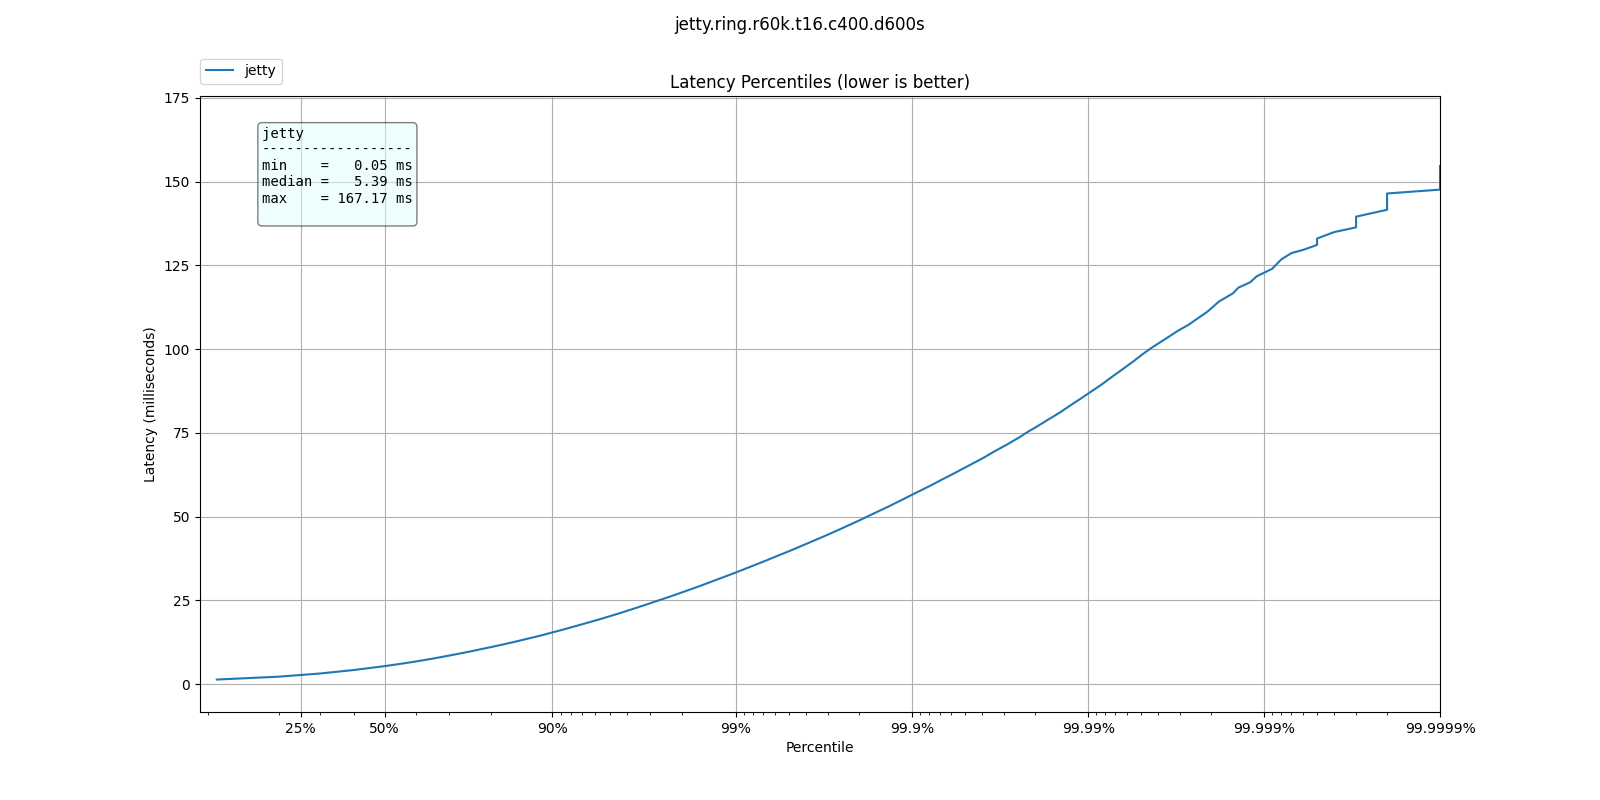 jetty.ring.r60k.t16.c400.d600s
jetty
Latency Percentiles (lower is better)
175
150
125
100
75
50
25
0
Latency (milliseconds)
jetty
------------------
min    =   0.05 ms
median =   5.39 ms
max    = 167.17 ms
25% 50% 90% 99% 99.9% 99.99% 99.999% 99.9999%
Percentile